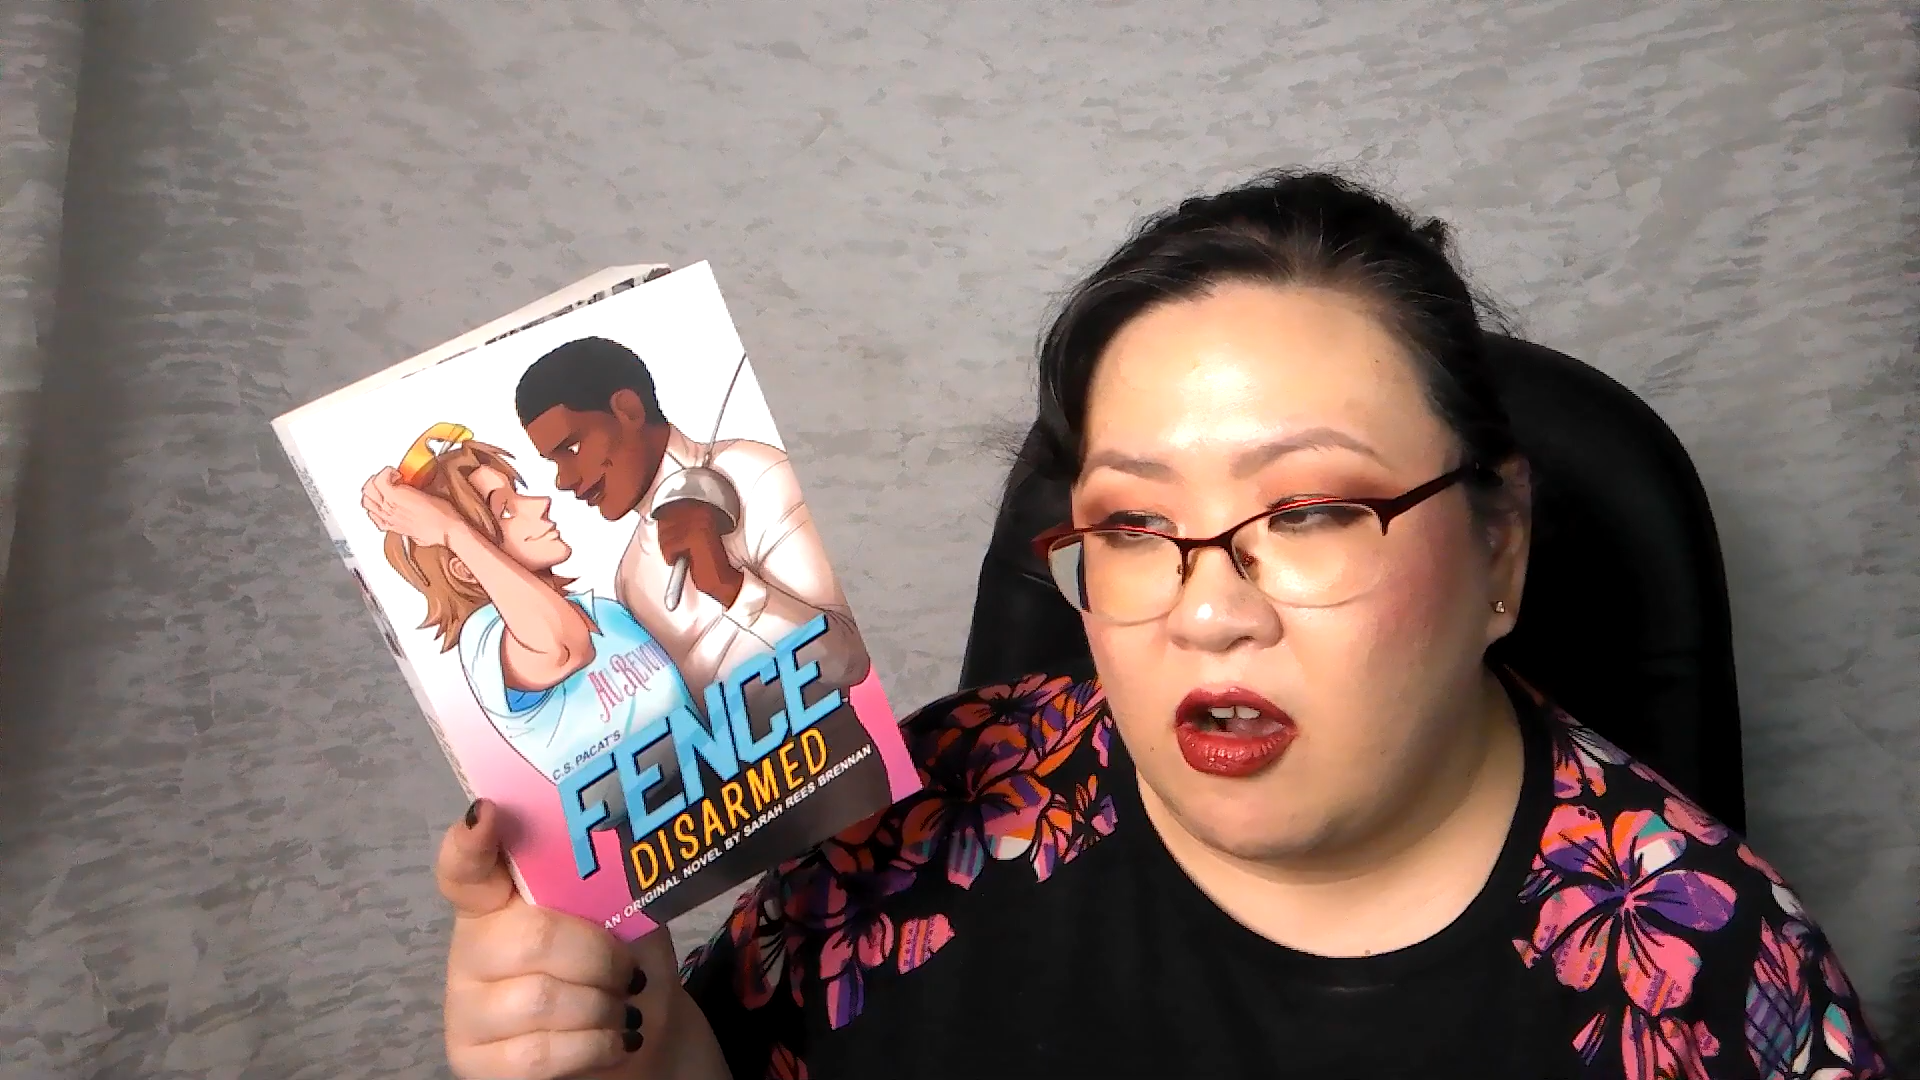 AU REVOIR
C.S. PACAT'S
FENCE
DISARMED
AN ORIGINAL NOVEL BY SARAH REES BRENNAN